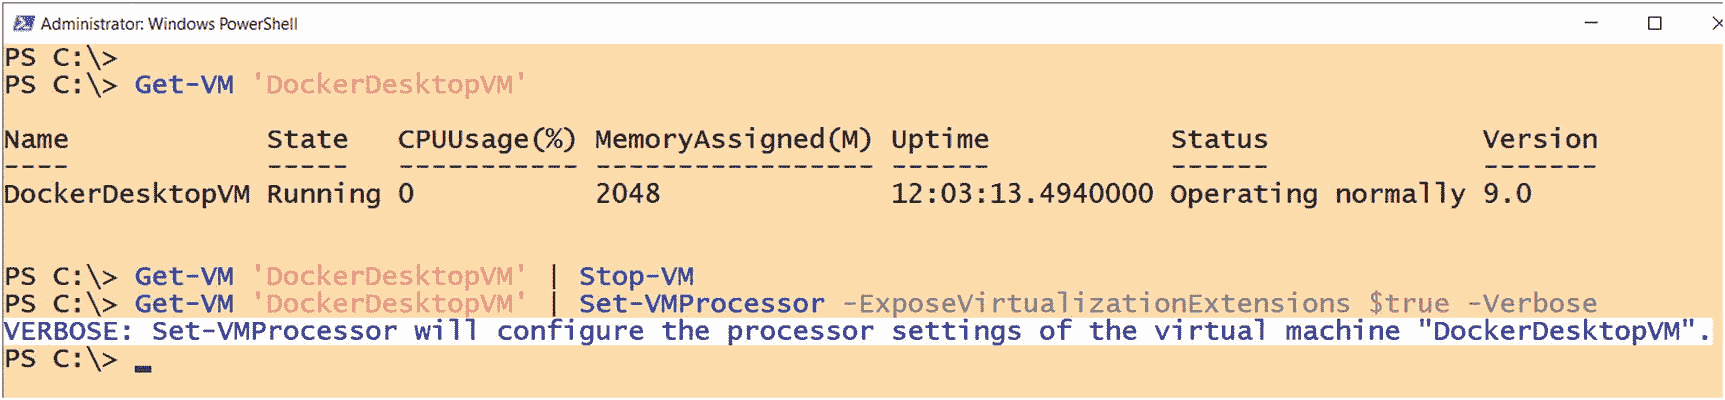 Administrator: Windows PowerShell
PS C:\>
PS C:\> Get-VM 'DockerDesktopVM'
Name State CPUUsage(%) MemoryAssigned(M) Uptime Status Version
---- ----- ----------- ----------------- ------ ------ -------
DockerDesktopVM Running 0 2048 12:03:13.4940000 Operating normally 9.0
PS C:\> Get-VM 'DockerDesktopVM' | Stop-VM
PS C:\> Get-VM 'DockerDesktopVM' | Set-VMProcessor -ExposeVirtualizationExtensions $true -Verbose
VERBOSE: Set-VMProcessor will configure the processor settings of the virtual machine "DockerDesktopVM".
PS C:\> _